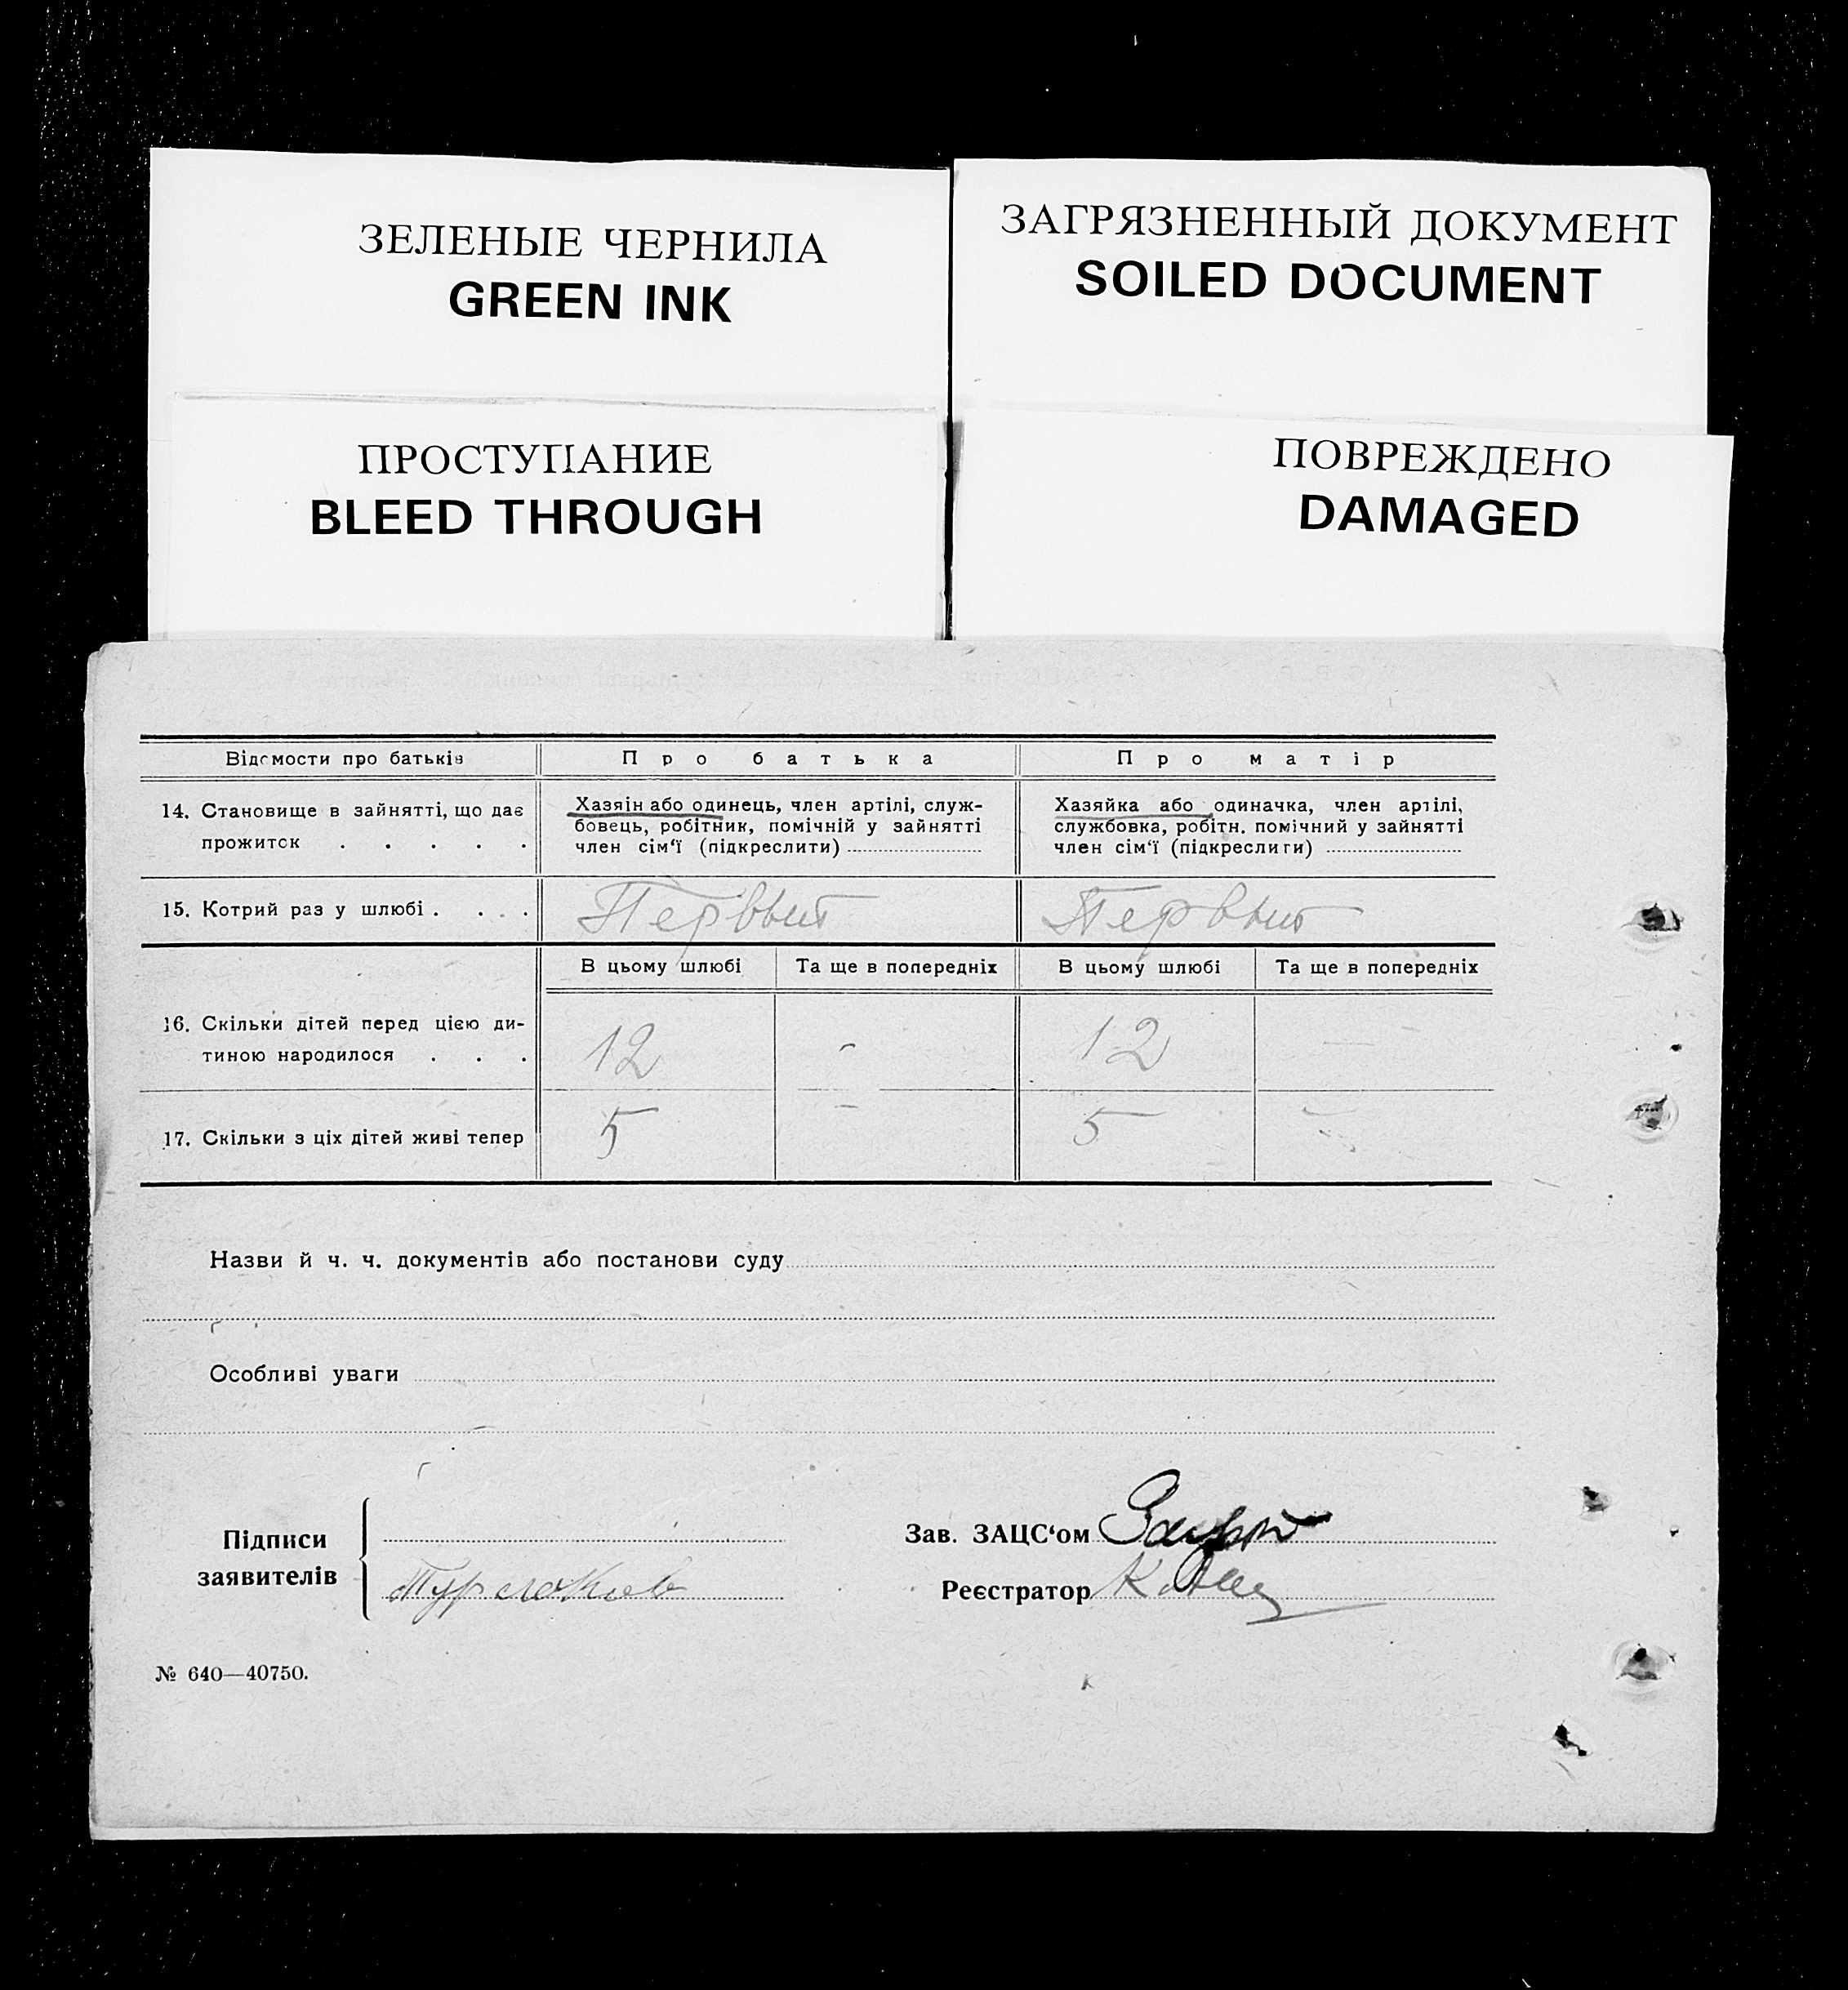 ЗЕЛЕНЫЕ ЧЕРНИЛА
GREEN INK
ЗАГРЯЗНЕННЫЙ ДОКУМЕНТ
SOILED DOCUMENT
ПРОСТУПАНИЕ
BLEED THROUGH
ПОВРЕЖДЕНО
DAMAGED
Відомости про батьків
Про батька
Про матір
14. Становище в зайнятті, що дає
прожиток . . . . .
Хазяін або одинець, член артілі, служ-
бовець, робітник, помічній у зайнятті
член сім'ї (підкреслити)
Хазяйка або одиначка, член артілі,
службовка, робітн. помічний у зайнятті
член сім'ї (підкреслити)
15. Котрий раз у шлюбі . . . .
Первый
Первый
В цьому шлюбі
Та ще в попередніх
В цьому шлюбі
Та ще в попередніх
16. Скільки дітей перед цією ди-
тиною народилося . . .
12
-
12
-
17. Скільки з ціх дітей живі тепер
5
-
5
-
Назви й ч. ч. документів або постанови суду
Особливі уваги
Підписи
заявителів
Зав. ЗАЦС'ом
Реєстратор
№ 640—40750.